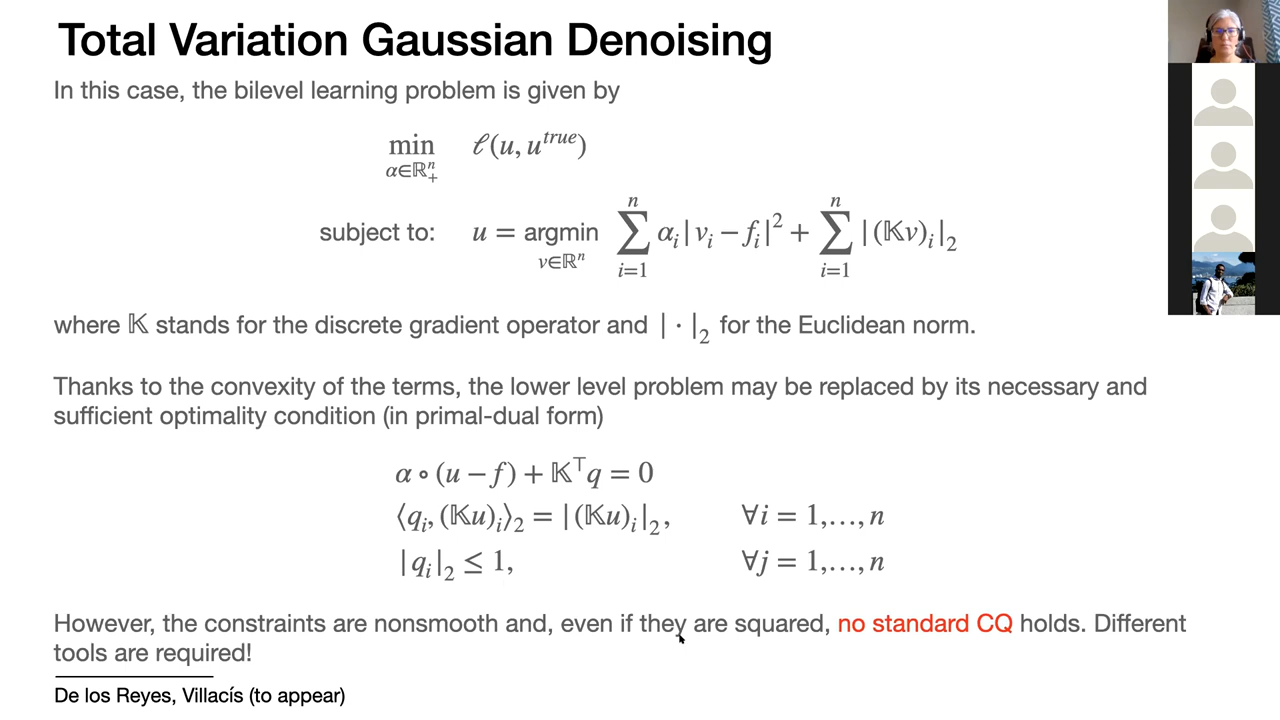 Total Variation Gaussian Denoising
In this case, the bilevel learning problem is given by
min ℓ(u, u^{true})
α∈ℝ^n_+
subject to: u = argmin ∑_{i=1}^{n} α_i|v_i − f_i|^2 + ∑_{i=1}^{n} |(𝕂v)_i|_2
v∈ℝ^n
where 𝕂 stands for the discrete gradient operator and | · |_2 for the Euclidean norm.
Thanks to the convexity of the terms, the lower level problem may be replaced by its necessary and
sufficient optimality condition (in primal-dual form)
α ∘ (u − f) + 𝕂^⊤q = 0
⟨q_i, (𝕂u)_i⟩_2 = |(𝕂u)_i|_2, ∀i = 1,…, n
|q_i|_2 ≤ 1, ∀j = 1,…, n
However, the constraints are nonsmooth and, even if they are squared, no standard CQ holds. Different
tools are required!
De los Reyes, Villacís (to appear)